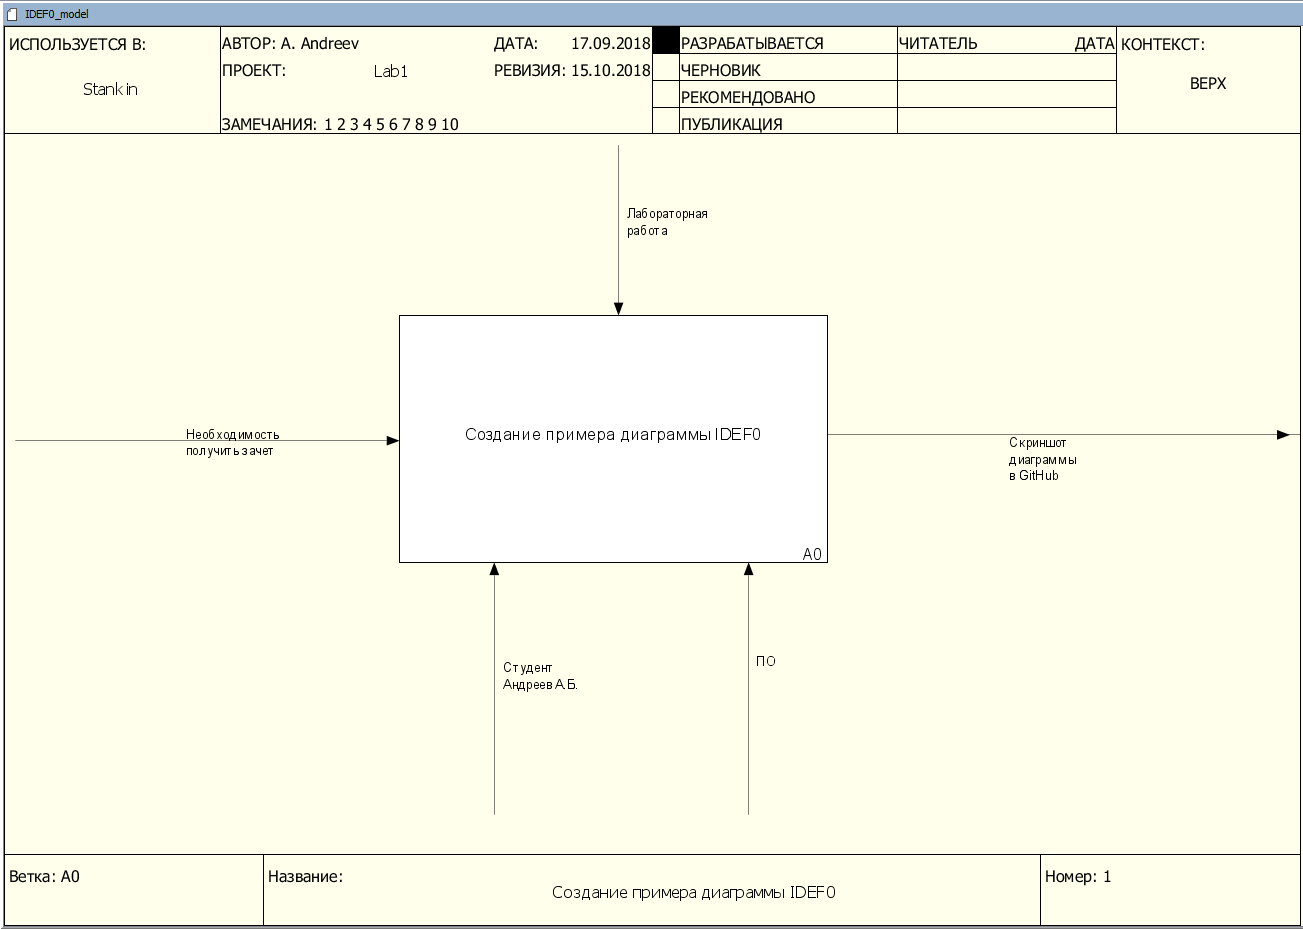 IDEF0_model
ИСПОЛЬЗУЕТСЯ В:
Stankin
АВТОР: A. Andreev
ДАТА: 17.09.2018
ПРОЕКТ: Lab1
РЕВИЗИЯ: 15.10.2018
ЗАМЕЧАНИЯ: 1 2 3 4 5 6 7 8 9 10
РАЗРАБАТЫВАЕТСЯ
ЧЕРНОВИК
РЕКОМЕНДОВАНО
ПУБЛИКАЦИЯ
ЧИТАТЕЛЬ ДАТА
КОНТЕКСТ:
ВЕРХ
Лабораторная
работа
Необходимость
получить зачет
Создание примера диаграммы IDEF0
A0
Скриншот
диаграммы
в GitHub
Студент
Андреев А.Б.
ПО
Ветка: A0
Название:
Создание примера диаграммы IDEF0
Номер: 1